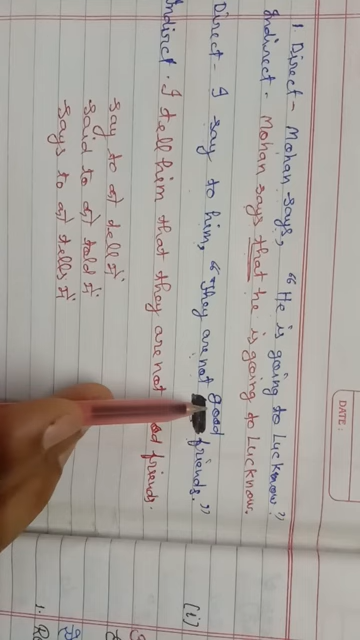 DATE:
1. Direct - Mohan says, "He is going to Lucknow."
Indirect - Mohan says that he is going to Lucknow.
Direct - I say to him, "They are not good friends."
Indirect - I tell him that they are not good friends.
say to को tell में
said to को told में
says to को tells में
(i)